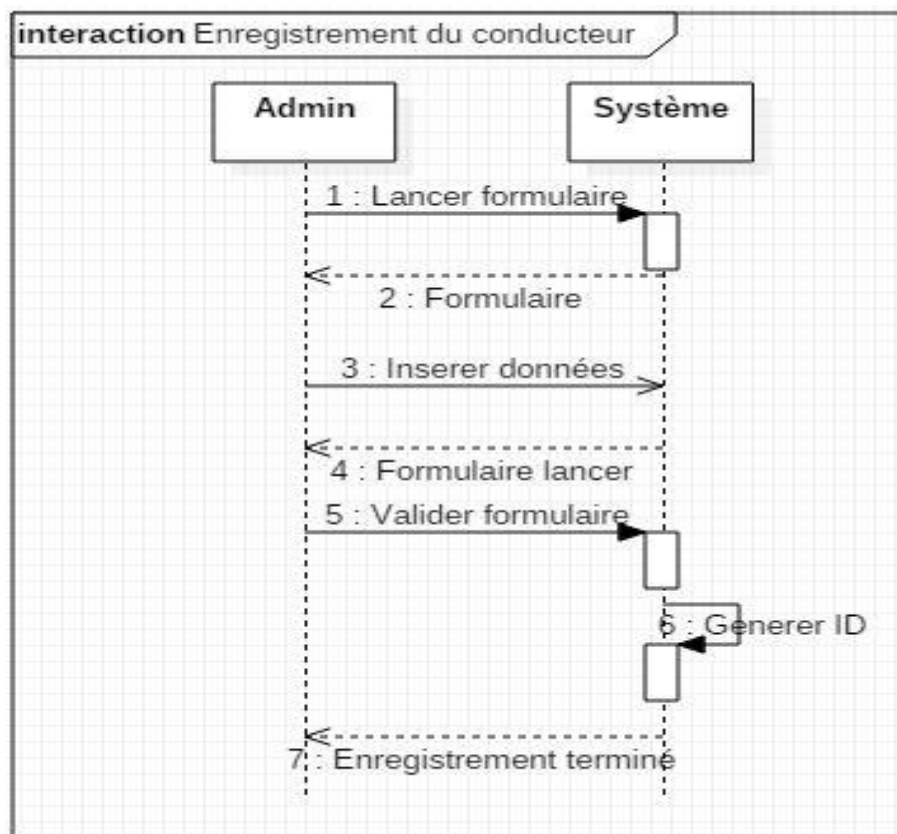 interaction Enregistrement du conducteur
Admin
Système
1 : Lancer formulaire
2 : Formulaire
3 : Inserer données
4 : Formulaire lancer
5 : Valider formulaire
6 : Generer ID
7 : Enregistrement terminé